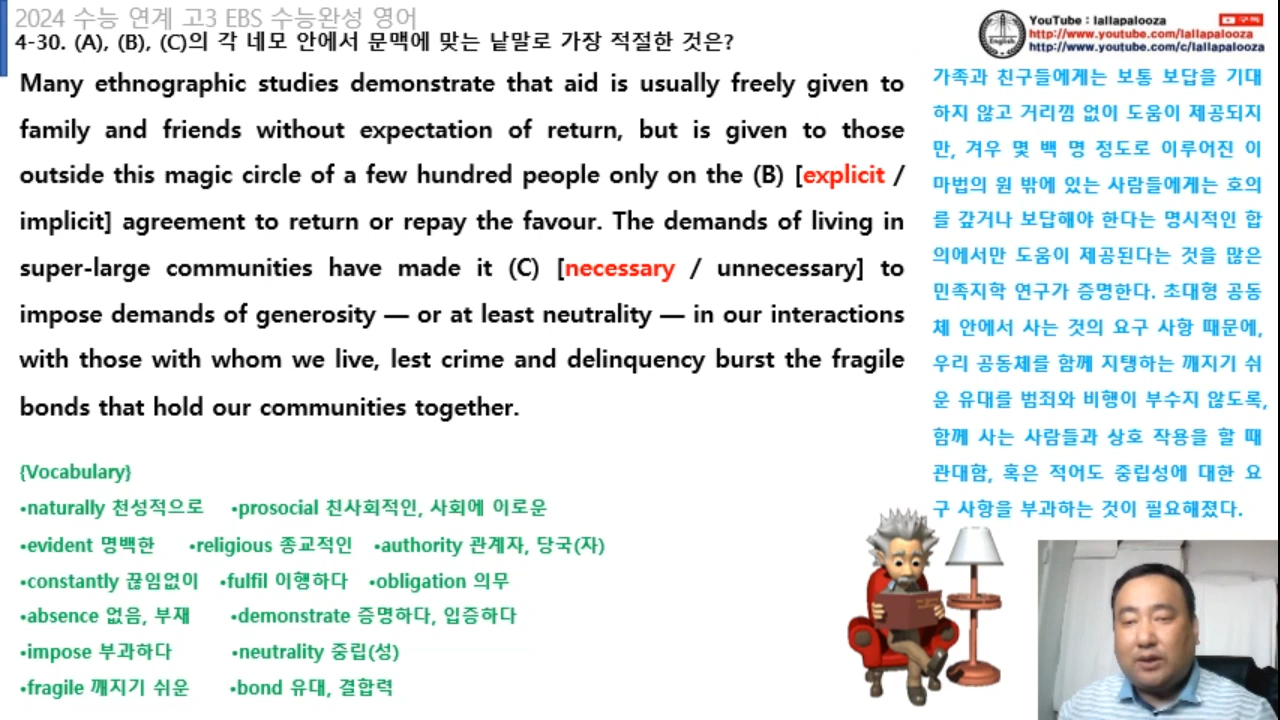 2024 수능 연계 고3 EBS 수능완성 영어
4-30. (A), (B), (C)의 각 네모 안에서 문맥에 맞는 낱말로 가장 적절한 것은?
YouTube : lallapalooza
구독
http://www.youtube.com/lallapalooza
http://www.youtube.com/c/lallapalooza
English
Many ethnographic studies demonstrate that aid is usually freely given to
family and friends without expectation of return, but is given to those
outside this magic circle of a few hundred people only on the (B) [explicit /
implicit] agreement to return or repay the favour. The demands of living in
super-large communities have made it (C) [necessary / unnecessary] to
impose demands of generosity — or at least neutrality — in our interactions
with those with whom we live, lest crime and delinquency burst the fragile
bonds that hold our communities together.
가족과 친구들에게는 보통 보답을 기대
하지 않고 거리낌 없이 도움이 제공되지
만, 겨우 몇 백 명 정도로 이루어진 이
마법의 원 밖에 있는 사람들에게는 호의
를 갚거나 보답해야 한다는 명시적인 합
의에서만 도움이 제공된다는 것을 많은
민족지학 연구가 증명한다. 초대형 공동
체 안에서 사는 것의 요구 사항 때문에,
우리 공동체를 함께 지탱하는 깨지기 쉬
운 유대를 범죄와 비행이 부수지 않도록,
함께 사는 사람들과 상호 작용을 할 때
관대함, 혹은 적어도 중립성에 대한 요
구 사항을 부과하는 것이 필요해졌다.
{Vocabulary}
•naturally 천성적으로 •prosocial 친사회적인, 사회에 이로운
•evident 명백한 •religious 종교적인 •authority 관계자, 당국(자)
•constantly 끊임없이 •fulfil 이행하다 •obligation 의무
•absence 없음, 부재 •demonstrate 증명하다, 입증하다
•impose 부과하다 •neutrality 중립(성)
•fragile 깨지기 쉬운 •bond 유대, 결합력